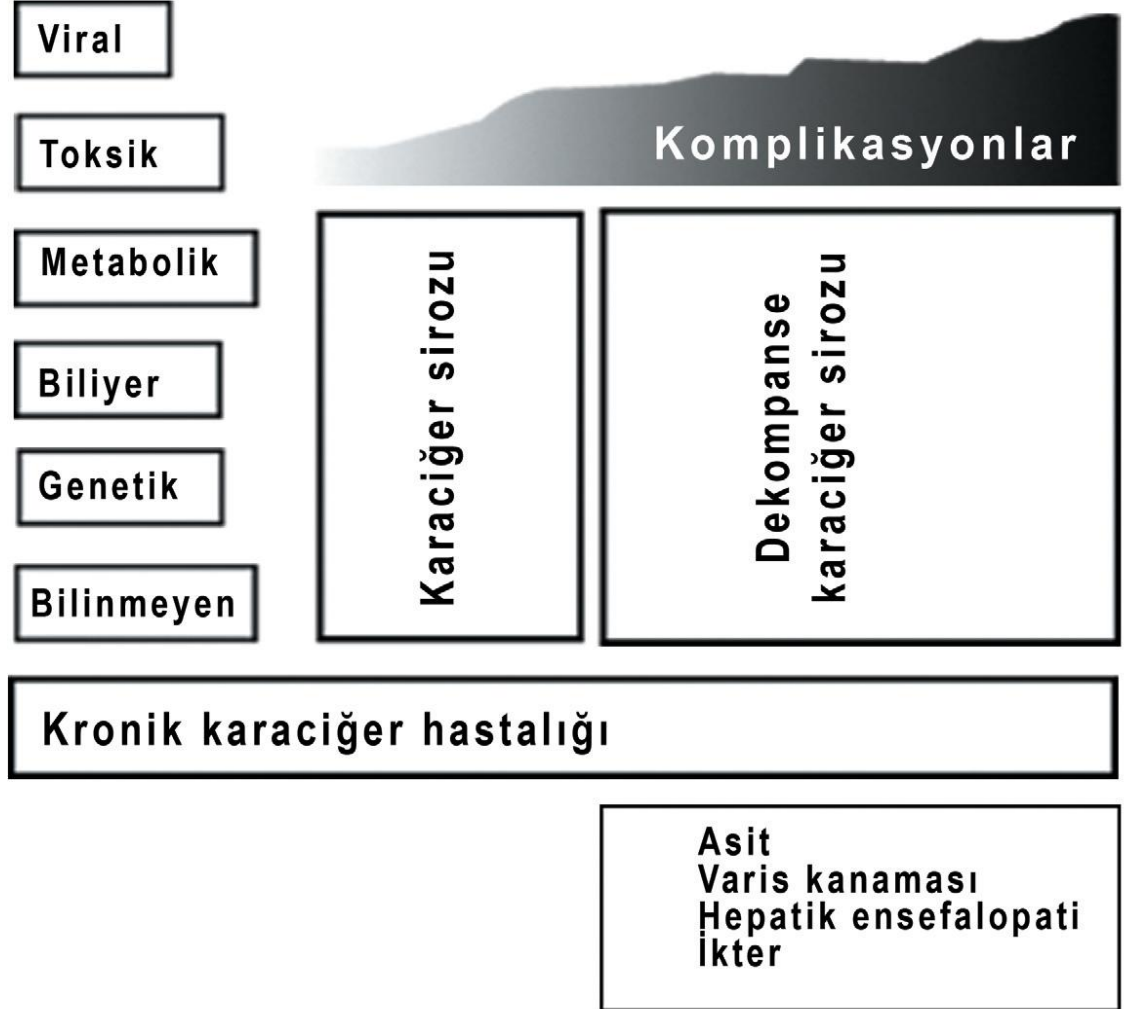 Viral
Toksik
Metabolik
Biliyer
Genetik
Bilinmeyen
Komplikasyonlar
Karaciğer sirozu
Dekompanse
karaciğer sirozu
Kronik karaciğer hastalığı
Asit
Varis kanaması
Hepatik ensefalopati
İkter